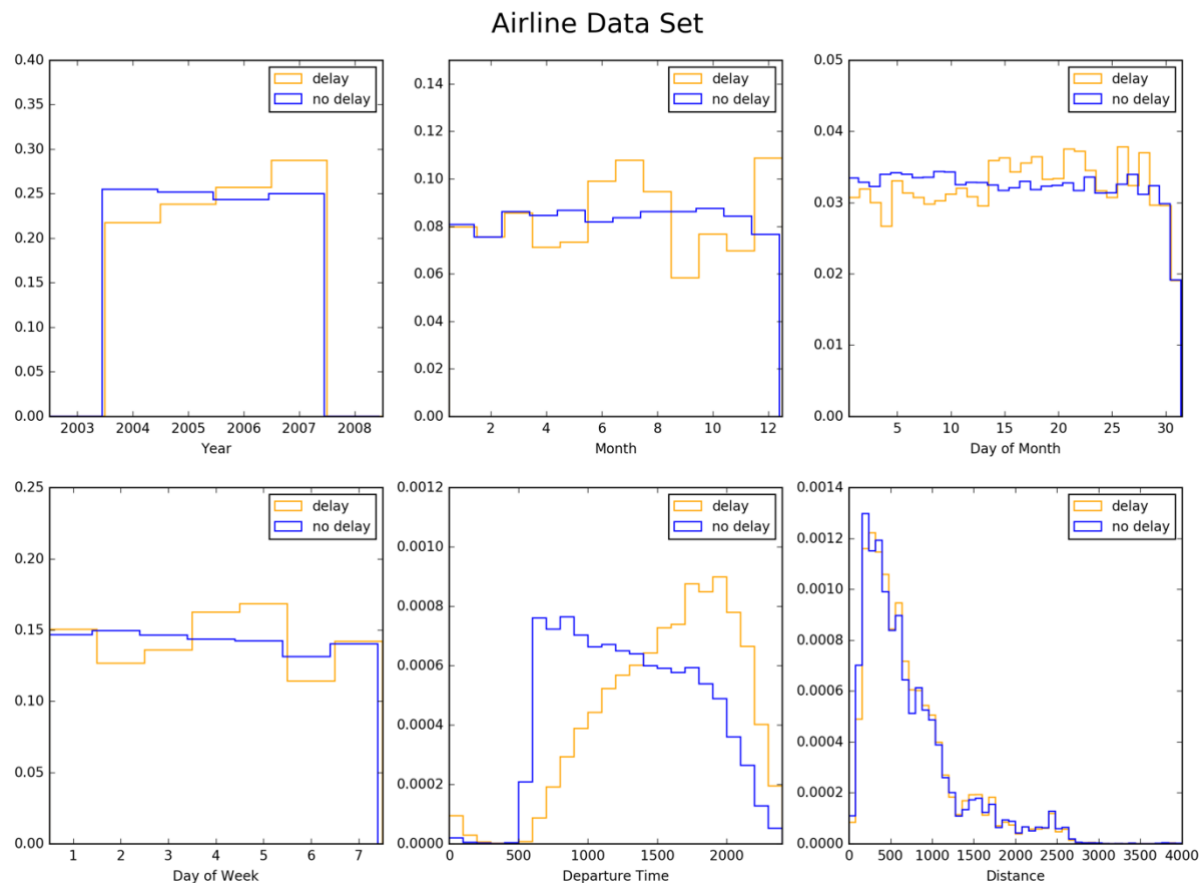 Airline Data Set
0.40
0.35
0.30
0.25
0.20
0.15
0.10
0.05
0.00
delay
no delay
2003 2004 2005 2006 2007 2008
Year
0.14
0.12
0.10
0.08
0.06
0.04
0.02
0.00
delay
no delay
2 4 6 8 10 12
Month
0.05
0.04
0.03
0.02
0.01
0.00
delay
no delay
5 10 15 20 25 30
Day of Month
0.25
0.20
0.15
0.10
0.05
0.00
delay
no delay
1 2 3 4 5 6 7
Day of Week
0.0012
0.0010
0.0008
0.0006
0.0004
0.0002
0.0000
delay
no delay
0 500 1000 1500 2000
Departure Time
0.0014
0.0012
0.0010
0.0008
0.0006
0.0004
0.0002
0.0000
delay
no delay
0 500 1000 1500 2000 2500 3000 3500 4000
Distance